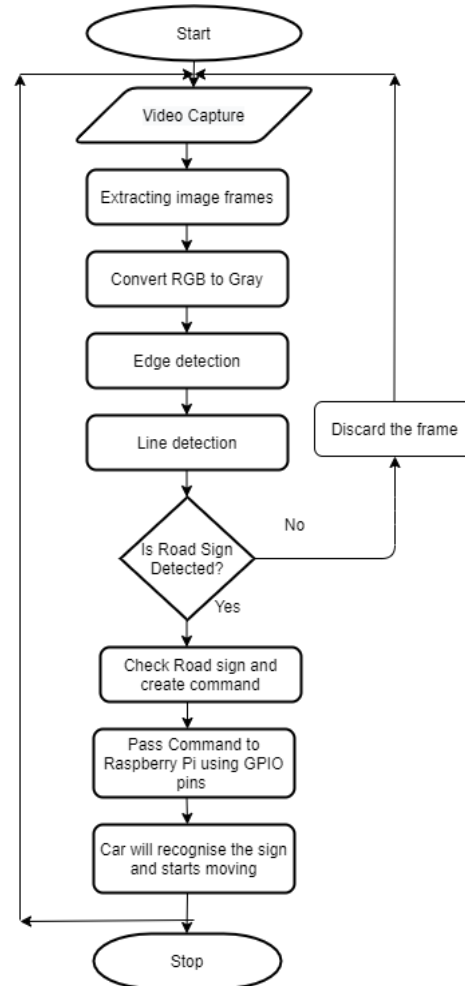 Start
Video Capture
Extracting image frames
Convert RGB to Gray
Edge detection
Line detection
Discard the frame
No
Is Road Sign
Detected?
Yes
Check Road sign and
create command
Pass Command to
Raspberry Pi using GPIO
pins
Car will recognise the sign
and starts moving
Stop